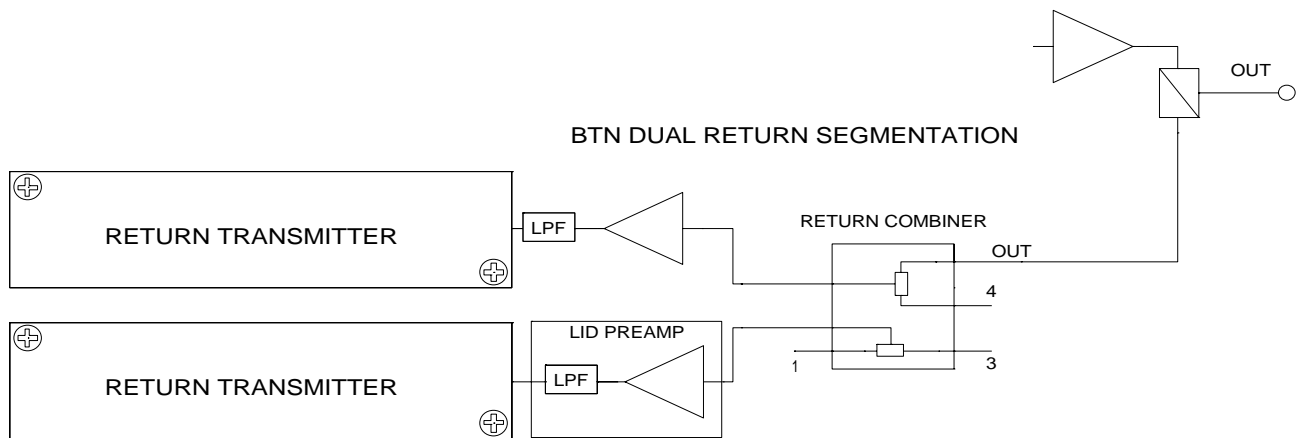 OUT
BTN DUAL RETURN SEGMENTATION
RETURN TRANSMITTER
LPF
RETURN COMBINER
OUT
4
RETURN TRANSMITTER
LID PREAMP
LPF
1
3